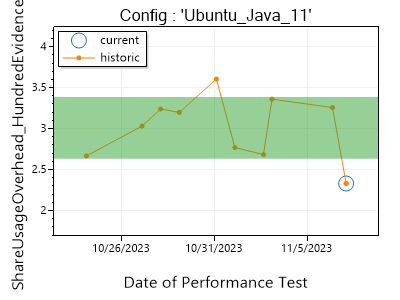 Config : 'Ubuntu_Java_11'
ShareUsageOverhead_HundredEvidence
current
historic
4
3.5
3
2.5
2
10/26/2023
10/31/2023
11/5/2023
Date of Performance Test